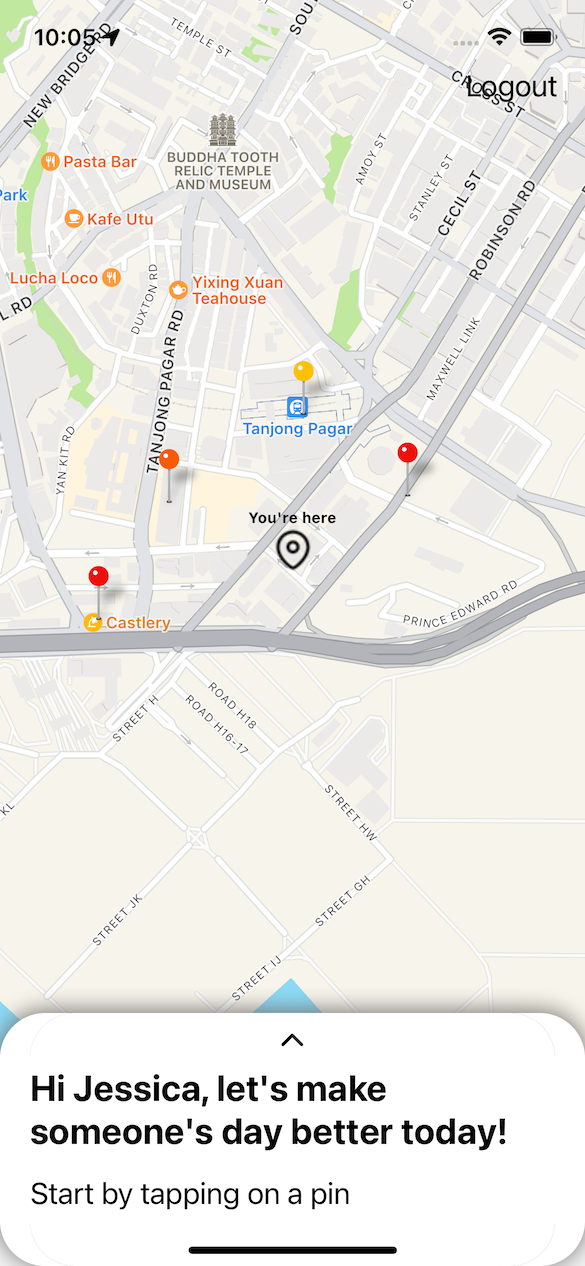 10:05
Logout
TEMPLE ST
NEW BRIDGE RD
CROSS ST
Pasta Bar
BUDDHA TOOTH
RELIC TEMPLE
AND MUSEUM
AMOY ST
STANLEY ST
CECIL ST
ROBINSON RD
Park
Kafe Utu
Lucha Loco
Yixing Xuan
Teahouse
L RD
DUXTON RD
TANJONG PAGAR RD
MAXWELL LINK
Tanjong Pagar
YAN KIT RD
You're here
PRINCE EDWARD RD
Castlery
STREET H
ROAD H18
ROAD H16-17
KL
STREET HW
STREET GH
STREET JK
STREET IJ
Hi Jessica, let's make
someone's day better today!
Start by tapping on a pin